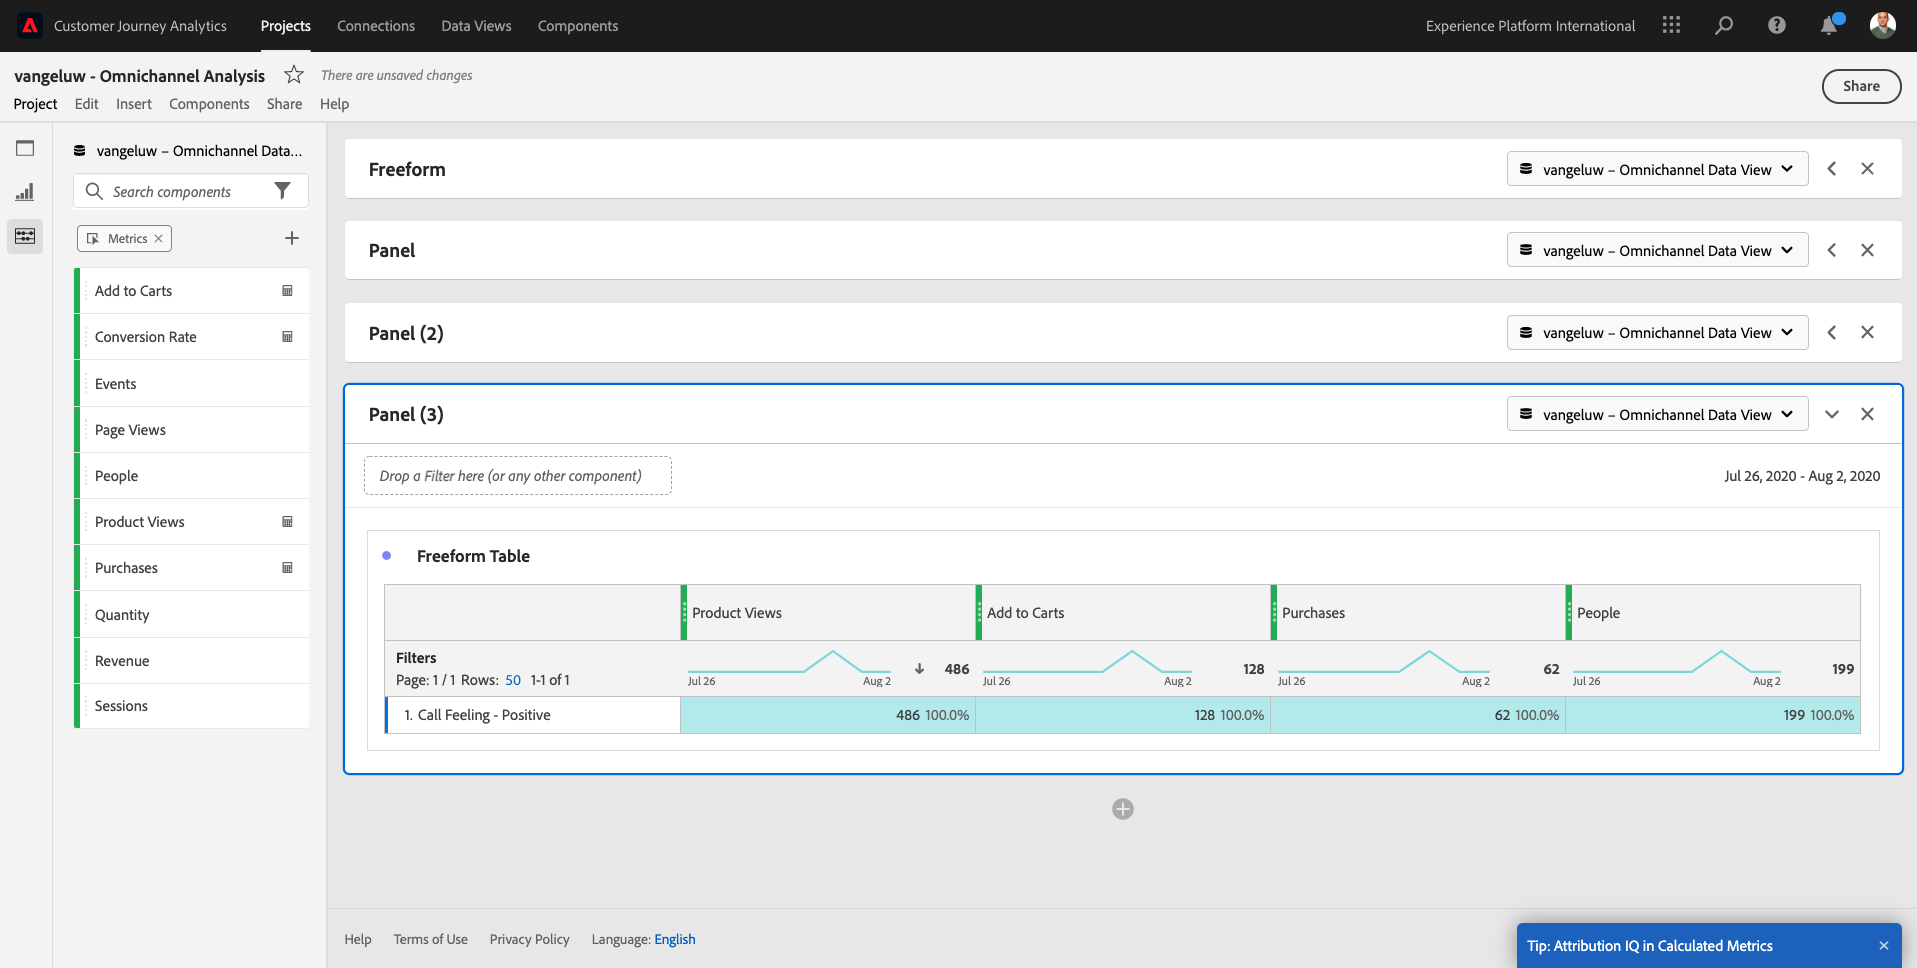 Customer Journey Analytics Projects Connections Data Views Components Experience Platform International
vangeluw - Omnichannel Analysis There are unsaved changes
Project Edit Insert Components Share Help
Share
vangeluw – Omnichannel Data...
Search components
Metrics
Add to Carts
Conversion Rate
Events
Page Views
People
Product Views
Purchases
Quantity
Revenue
Sessions
Freeform vangeluw – Omnichannel Data View
Panel vangeluw – Omnichannel Data View
Panel (2) vangeluw – Omnichannel Data View
Panel (3) vangeluw – Omnichannel Data View
Drop a Filter here (or any other component) Jul 26, 2020 - Aug 2, 2020
Freeform Table
Product Views Add to Carts Purchases People
Filters
486 128 62 199
Page: 1 / 1 Rows: 50 1-1 of 1
Jul 26 Aug 2 Jul 26 Aug 2 Jul 26 Aug 2 Jul 26 Aug 2
1. Call Feeling - Positive 486 100.0% 128 100.0% 62 100.0% 199 100.0%
Help Terms of Use Privacy Policy Language: English
Tip: Attribution IQ in Calculated Metrics